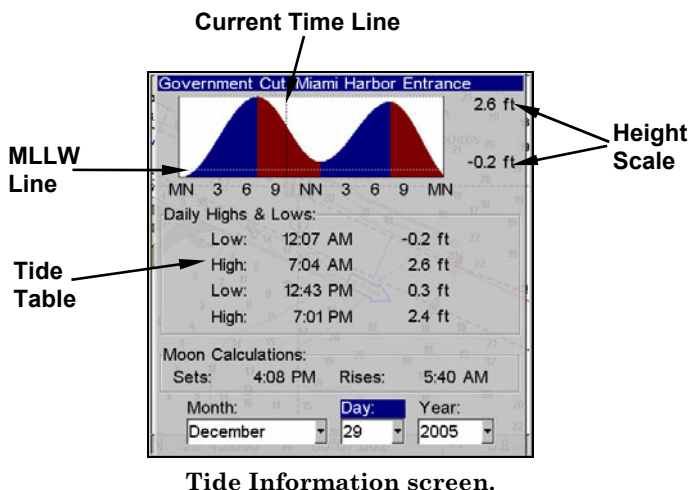 Current Time Line
Government Cut, Miami Harbor Entrance
2.6 ft
-0.2 ft
Height
Scale
MLLW
Line
MN 3 6 9 NN 3 6 9 MN
Daily Highs & Lows:
Low: 12:07 AM -0.2 ft
High: 7:04 AM 2.6 ft
Low: 12:43 PM 0.3 ft
High: 7:01 PM 2.4 ft
Tide
Table
Moon Calculations:
Sets: 4:08 PM Rises: 5:40 AM
Month: Day: Year:
December 29 2005
Tide Information screen.